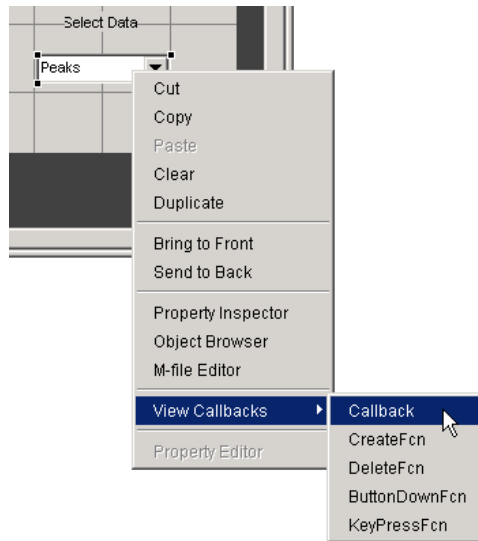 Select Data
Peaks
Cut
Copy
Paste
Clear
Duplicate
Bring to Front
Send to Back
Property Inspector
Object Browser
M-file Editor
View Callbacks
Property Editor
Callback
CreateFcn
DeleteFcn
ButtonDownFcn
KeyPressFcn